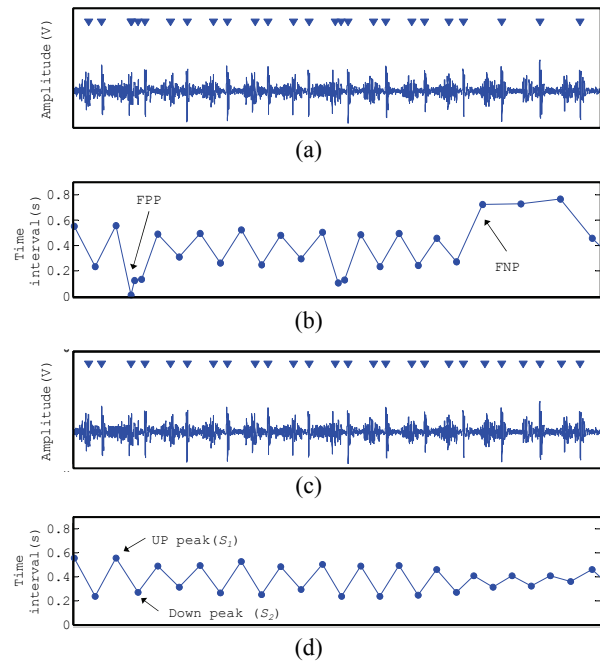 Amplitude(V)
(a)
Time
interval(s)
0.8
0.6
0.4
0.2
0
FPP
FNP
(b)
Amplitude(V)
(c)
Time
interval(s)
0.8
0.6
0.4
0.2
0
UP peak(S₁)
Down peak (S₂)
(d)